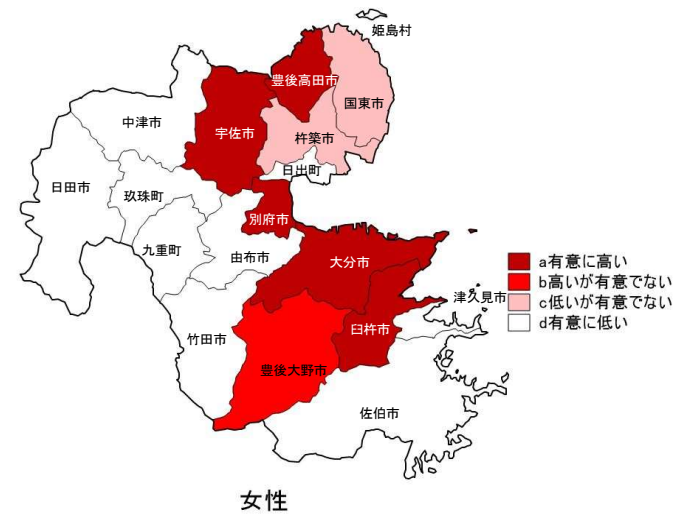 姫島村
豊後高田市
国東市
中津市
宇佐市
杵築市
日出町
日田市
玖珠町
別府市
九重町
由布市
大分市
a有意に高い
b高いが有意でない
c低いが有意でない
d有意に低い
津久見市
臼杵市
竹田市
豊後大野市
佐伯市
女性